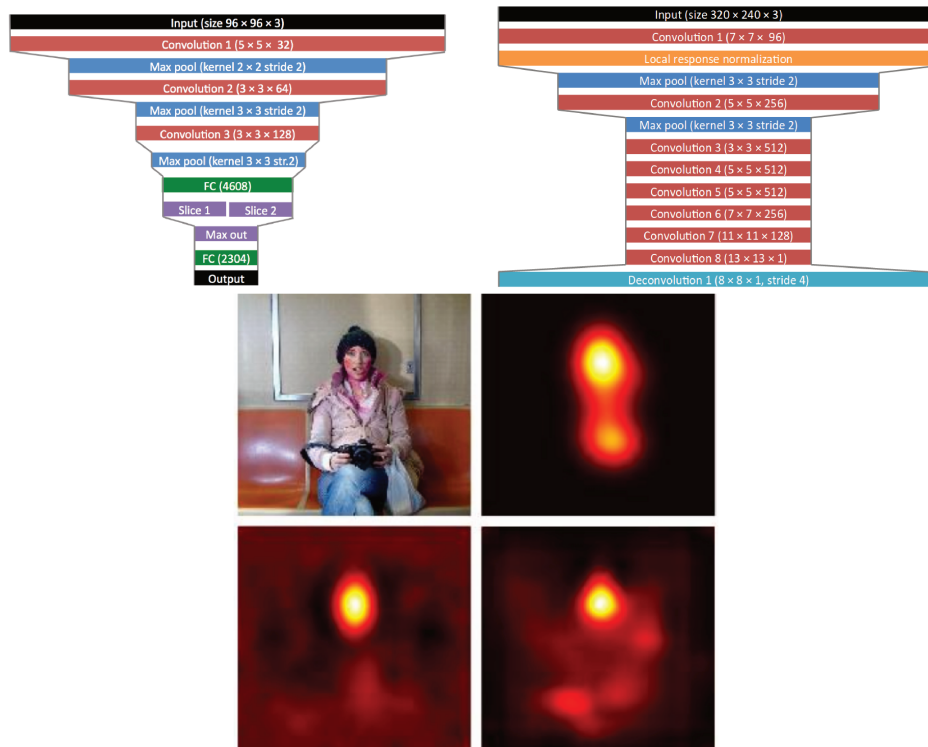 Input (size 96 × 96 × 3)
Convolution 1 (5 × 5 × 32)
Max pool (kernel 2 × 2 stride 2)
Convolution 2 (3 × 3 × 64)
Max pool (kernel 3 × 3 stride 2)
Convolution 3 (3 × 3 × 128)
Max pool (kernel 3 × 3 str.2)
FC (4608)
Slice 1 Slice 2
Max out
FC (2304)
Output
Input (size 320 × 240 × 3)
Convolution 1 (7 × 7 × 96)
Local response normalization
Max pool (kernel 3 × 3 stride 2)
Convolution 2 (5 × 5 × 256)
Max pool (kernel 3 × 3 stride 2)
Convolution 3 (3 × 3 × 512)
Convolution 4 (5 × 5 × 512)
Convolution 5 (5 × 5 × 512)
Convolution 6 (7 × 7 × 256)
Convolution 7 (11 × 11 × 128)
Convolution 8 (13 × 13 × 1)
Deconvolution 1 (8 × 8 × 1, stride 4)